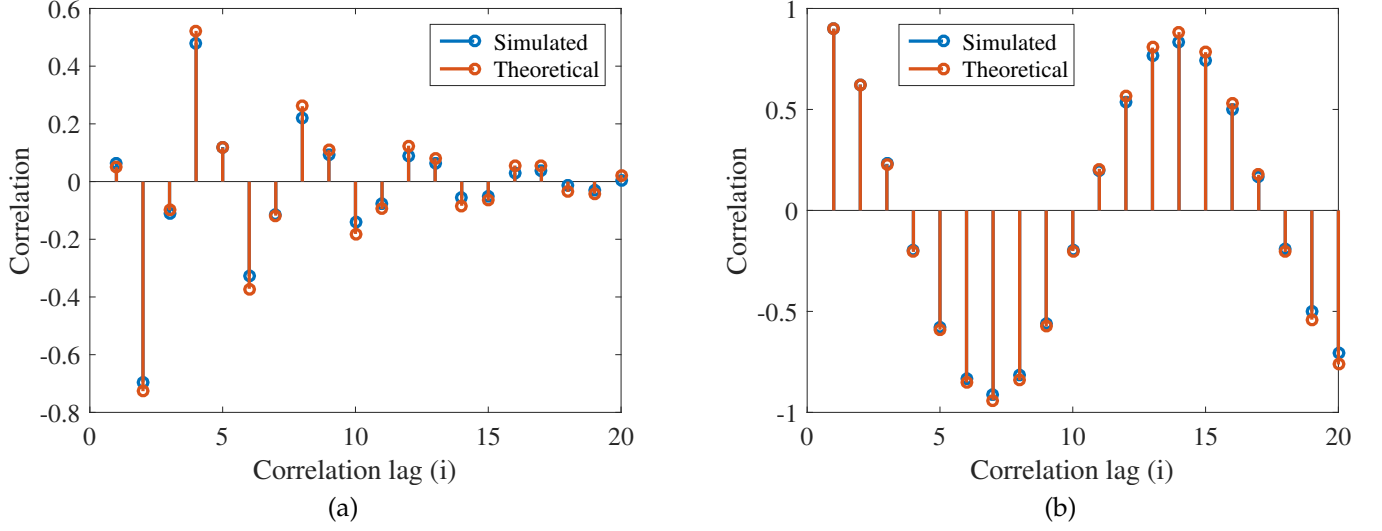 0.6
0.4
0.2
0
-0.2
-0.4
-0.6
-0.8
Correlation
Simulated
Theoretical
0 5 10 15 20
Correlation lag (i)
(a)
1
0.5
0
-0.5
-1
Correlation
Simulated
Theoretical
0 5 10 15 20
Correlation lag (i)
(b)